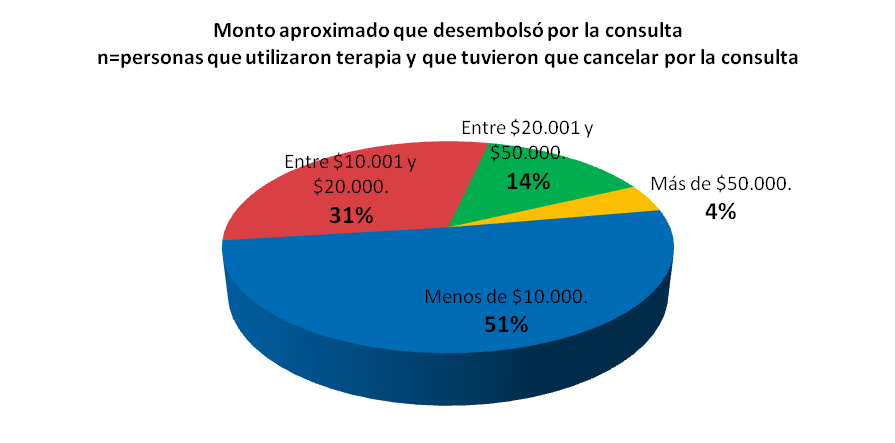 Monto aproximado que desembolsó por la consulta
n=personas que utilizaron terapia y que tuvieron que cancelar por la consulta
Entre $20.001 y
$50.000.
14%
Entre $10.001 y
$20.000.
31%
Más de $50.000.
4%
Menos de $10.000.
51%